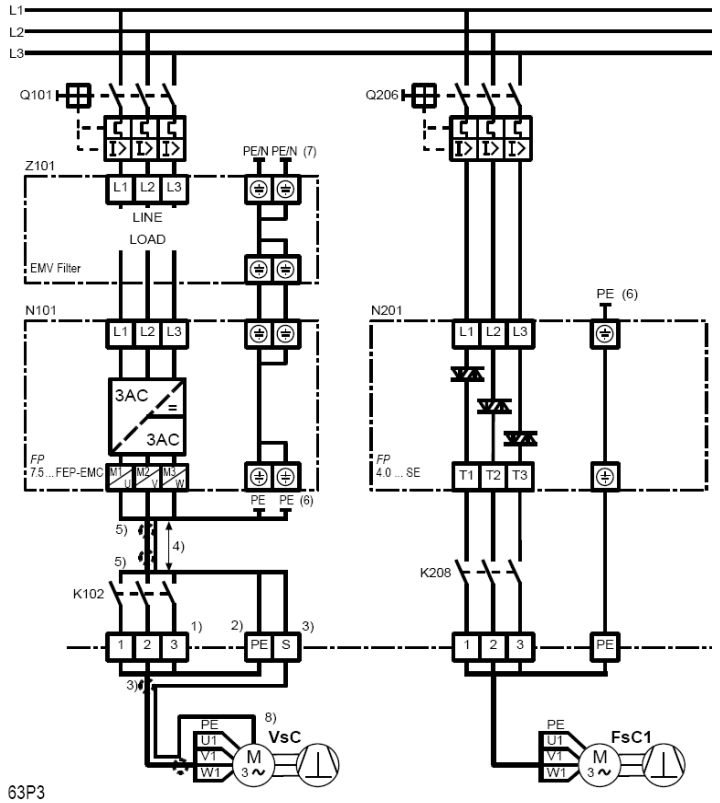 L1
L2
L3
Q101
Q206
I> I> I>
I> I> I>
PE/N PE/N (7)
Z101
L1 L2 L3
LINE
LOAD
EMV Filter
PE (6)
N101
N201
L1 L2 L3
L1 L2 L3
3AC
=
3AC
FP
7.5...FEP-EMC
M1 U M2 V M3 W
FP
4.0 ... SE
T1 T2 T3
PE PE (6)
5)
4)
5)
K102
K208
1) 2) 3)
1 2 3 PE S
1 2 3 PE
3)
8)
PE
U1
V1
W1
M
3 ~
VsC
PE
U1
V1
W1
M
3 ~
FsC1
63P3